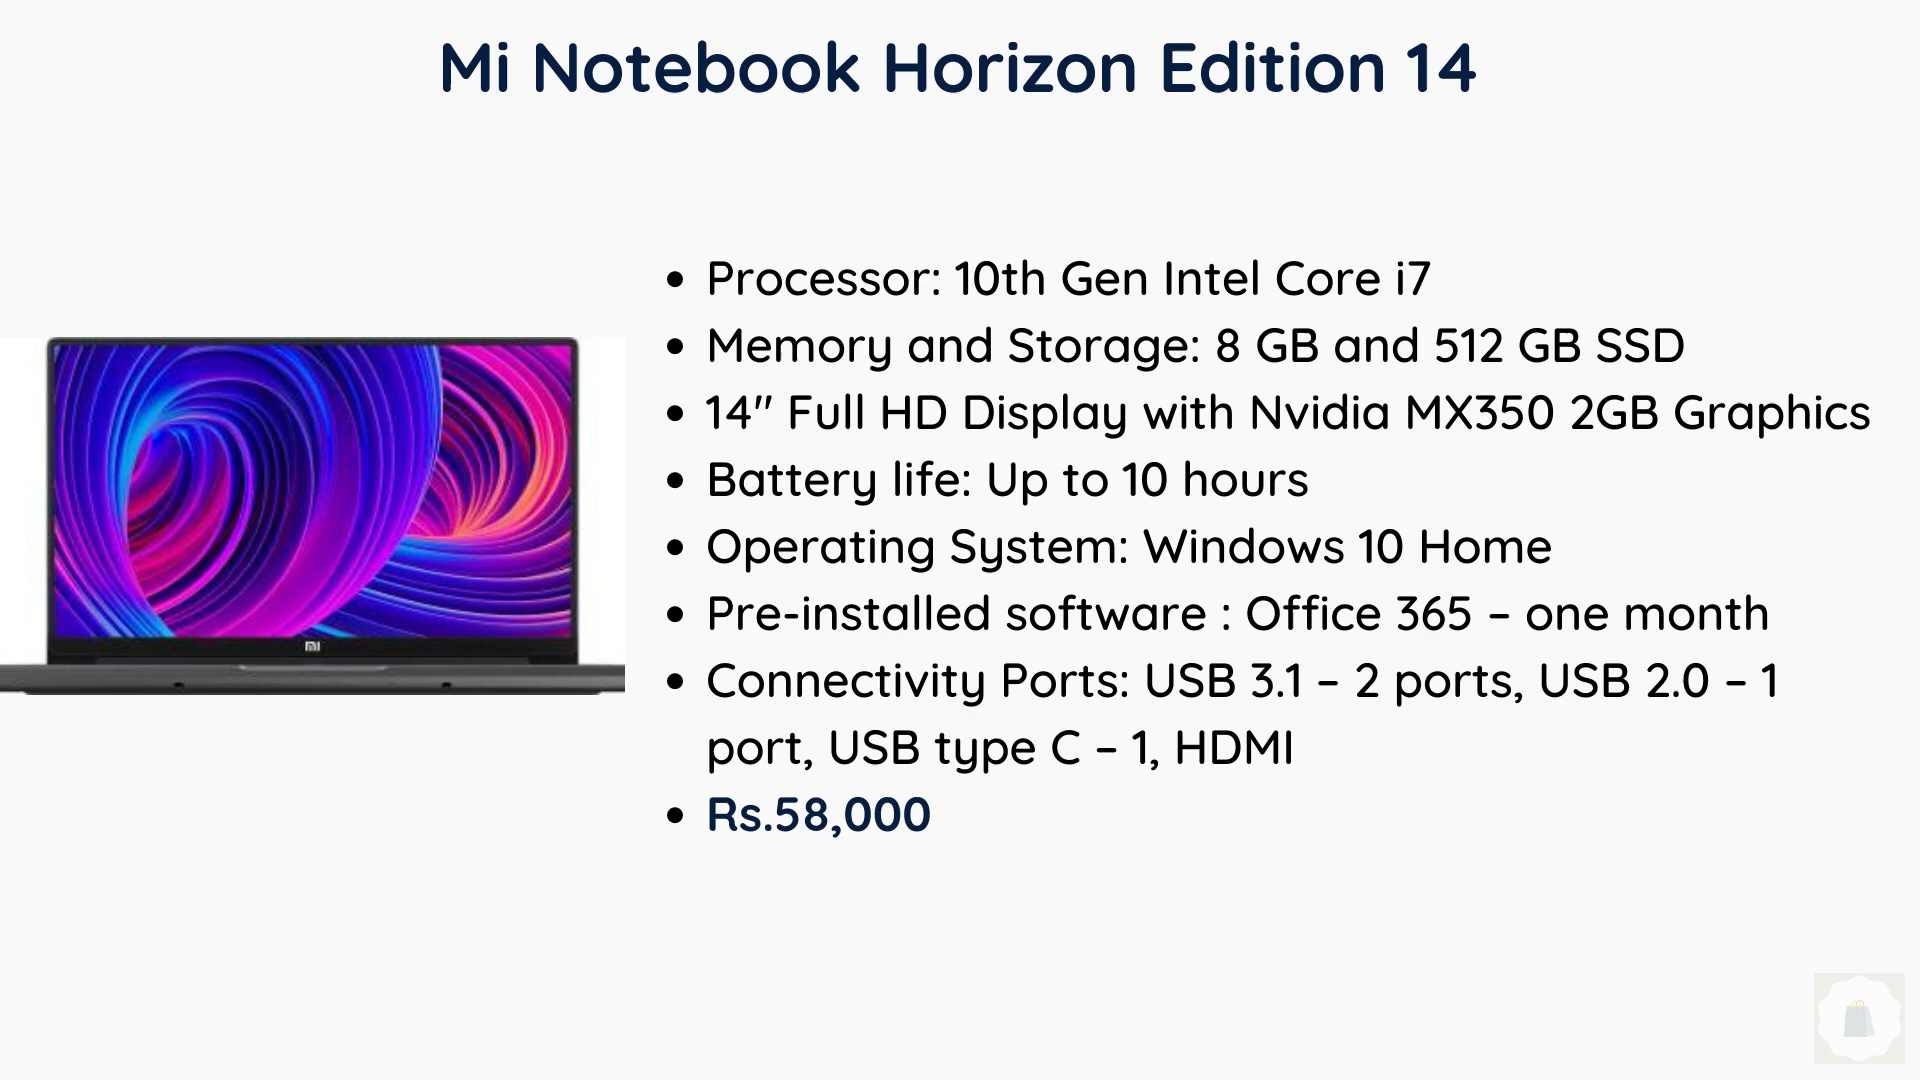 Mi Notebook Horizon Edition 14
• Processor: 10th Gen Intel Core i7
• Memory and Storage: 8 GB and 512 GB SSD
• 14" Full HD Display with Nvidia MX350 2GB Graphics
• Battery life: Up to 10 hours
• Operating System: Windows 10 Home
• Pre-installed software : Office 365 – one month
• Connectivity Ports: USB 3.1 – 2 ports, USB 2.0 – 1
port, USB type C – 1, HDMI
• Rs.58,000
mi